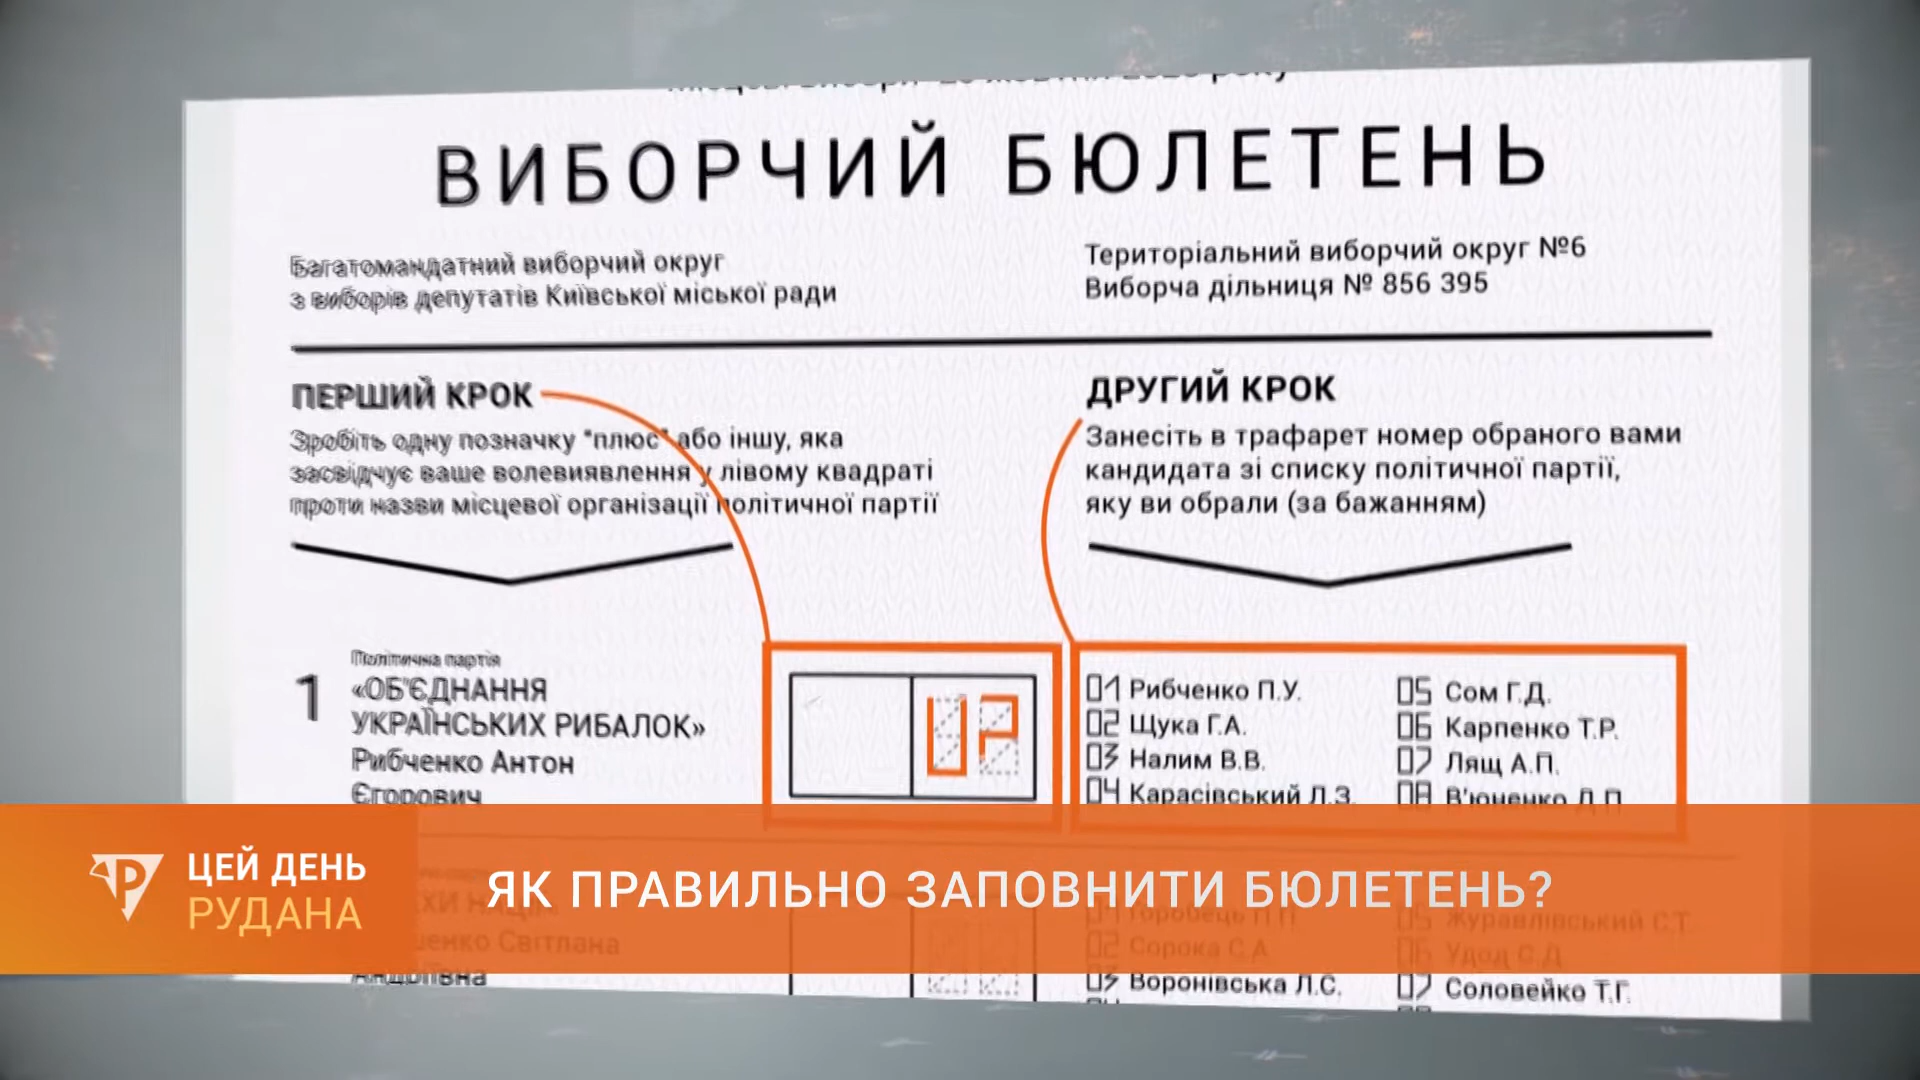 ВИБОРЧИЙ БЮЛЕТЕНЬ
Багатомандатний виборчий округ
з виборів депутатів Київської міської ради
Територіальний виборчий округ №6
Виборча дільниця № 856 395
ПЕРШИЙ КРОК
Зробіть одну позначку "плюс" або іншу, яка
засвідчує ваше волевиявлення у лівому квадраті
проти назви місцевої організації політичної партії
ДРУГИЙ КРОК
Занесіть в трафарет номер обраного вами
кандидата зі списку політичної партії,
яку ви обрали (за бажанням)
1
Політична партія
«ОБ'ЄДНАННЯ
УКРАЇНСЬКИХ РИБАЛОК»
Рибченко Антон
Єгорович
01 Рибченко П.У.
02 Щука Г.А.
03 Налим В.В.
04 Карасівський Л.З.
05 Сом Г.Д.
06 Карпенко Т.Р.
07 Лящ А.П.
08 В'юненко Д.П.
ЦЕЙ ДЕНЬ
РУДАНА
ЯК ПРАВИЛЬНО ЗАПОВНИТИ БЮЛЕТЕНЬ?
Світлана
Горобець П.П.
02 Сорока С.А.
03 Воронівська Л.С.
05 Журавлівський С.Т.
06 Удод С.Д.
07 Соловейко Т.Г.